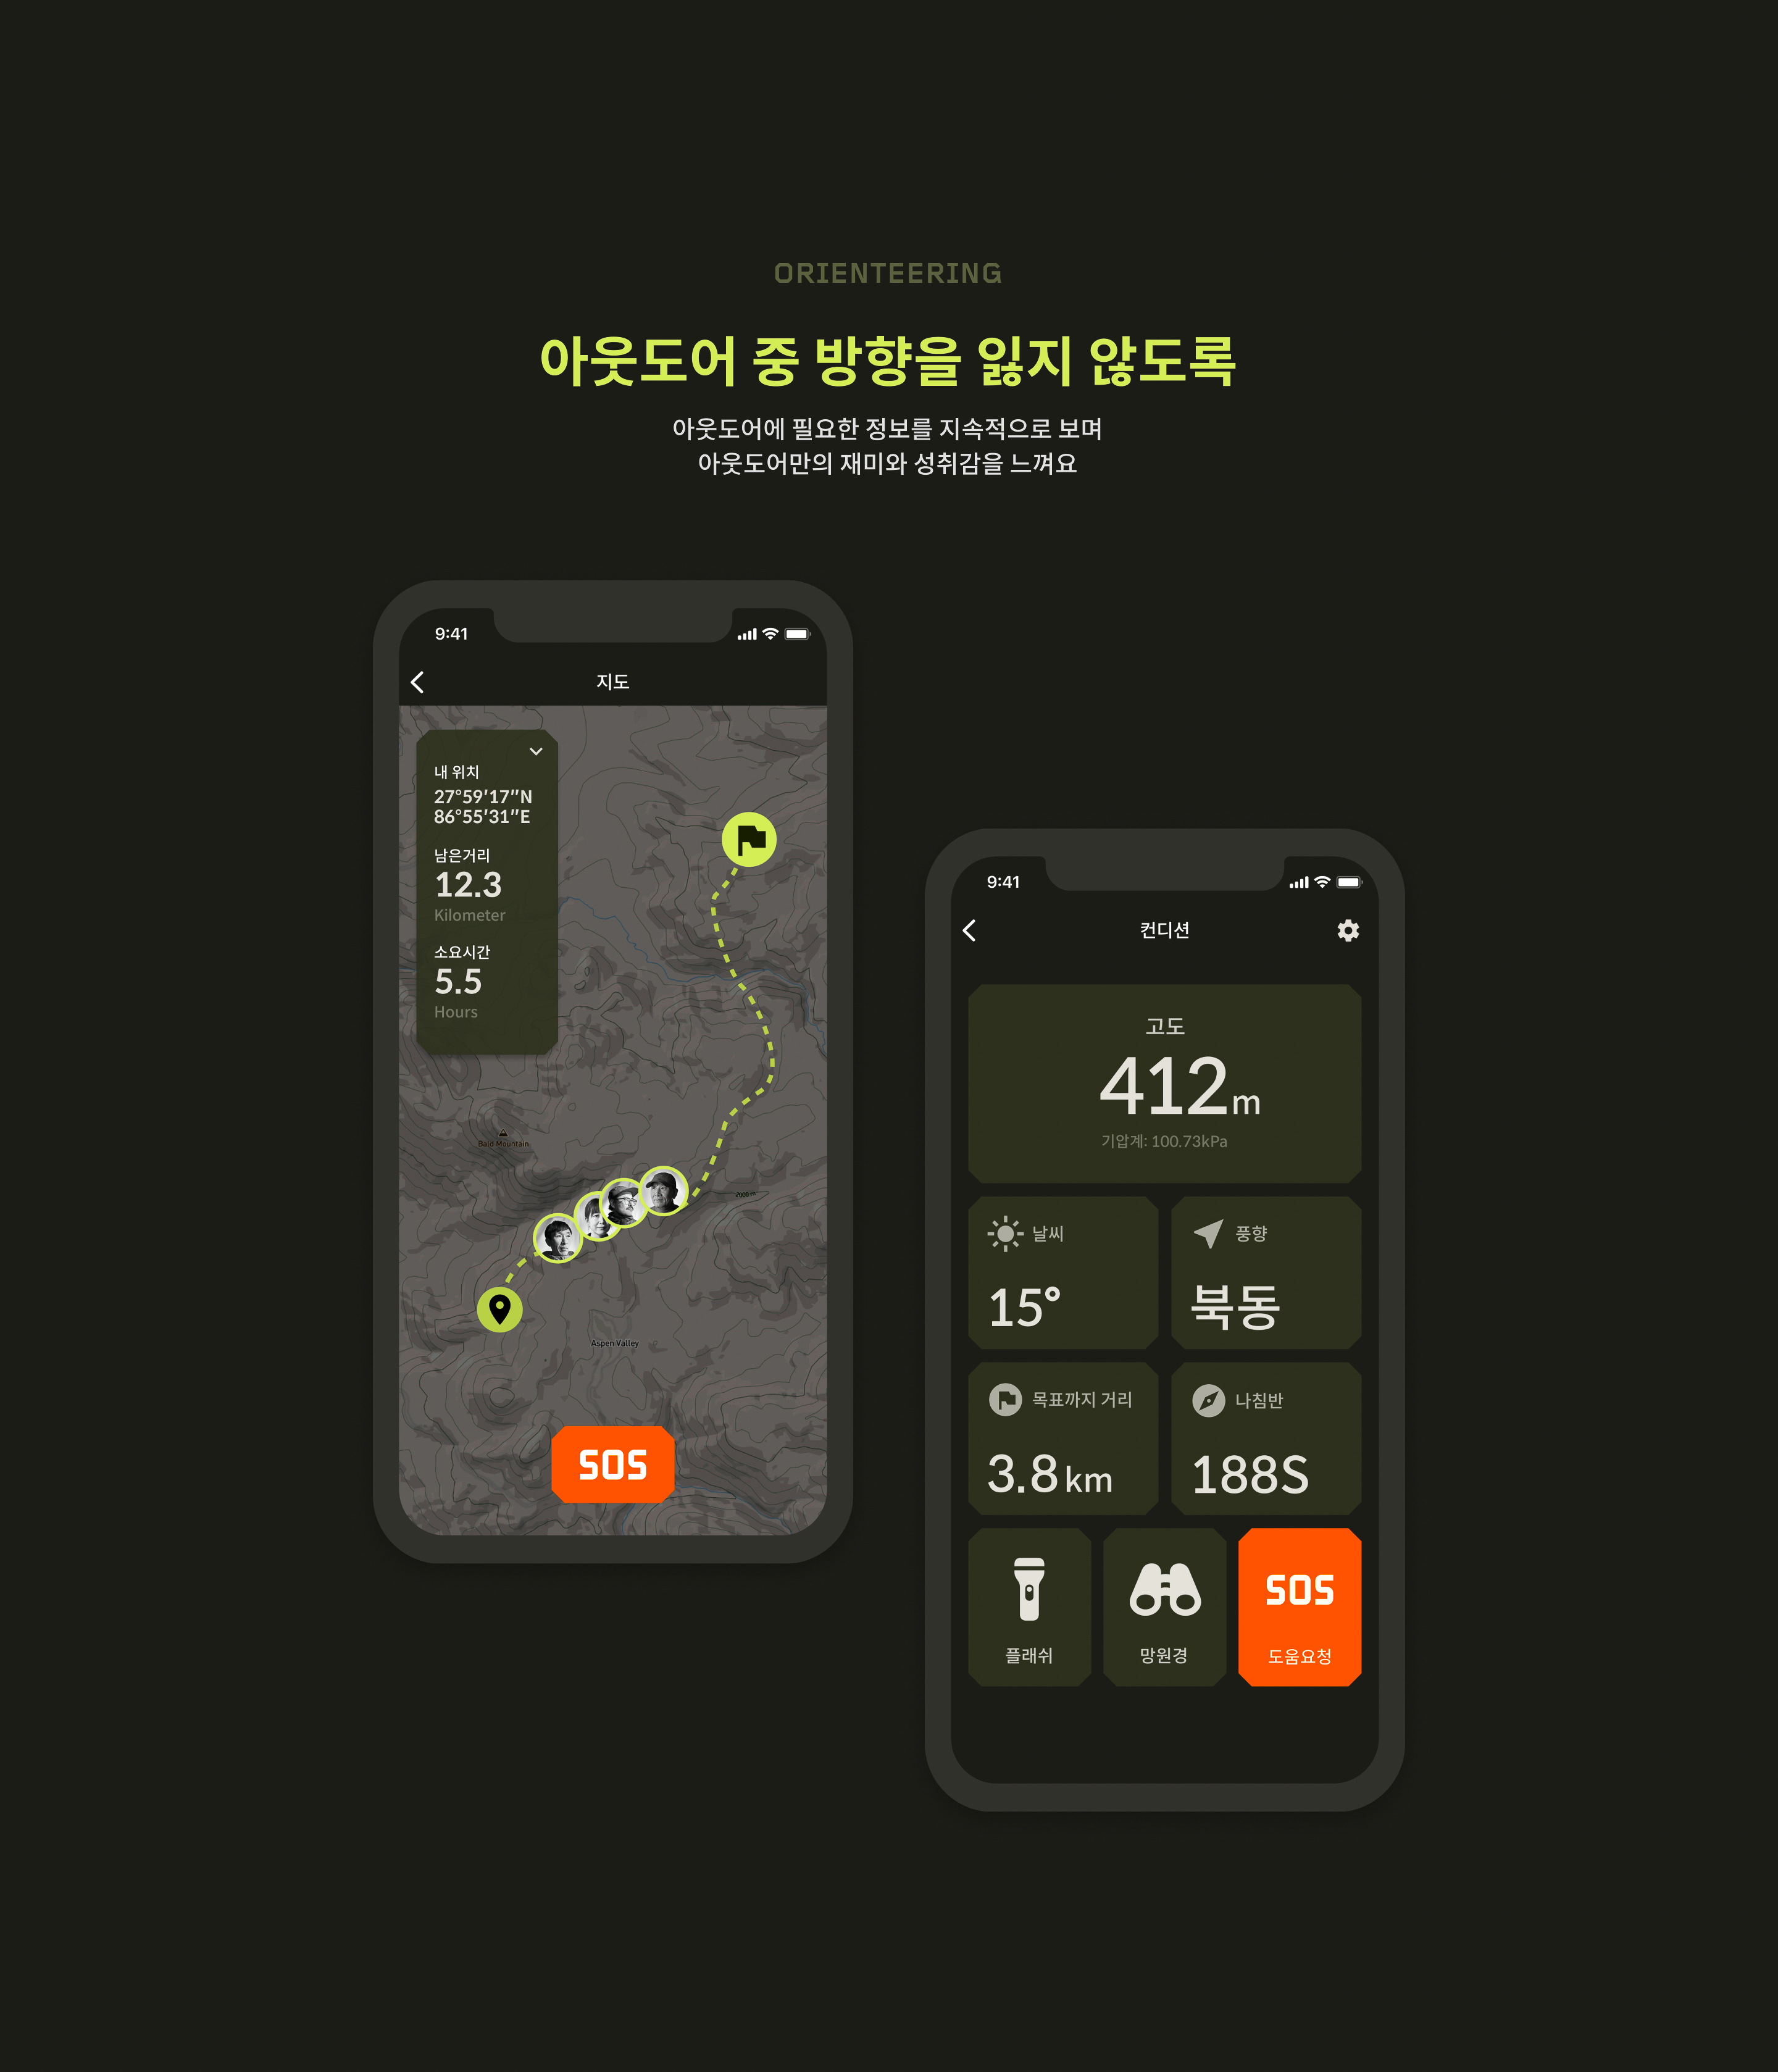 ORIENTEERING
아웃도어 중 방향을 잃지 않도록
아웃도어에 필요한 정보를 지속적으로 보며
아웃도어만의 재미와 성취감을 느껴요
9:41
지도
내 위치
27°59′17″N
86°55′31″E
남은거리
12.3
Kilometer
소요시간
5.5
Hours
Bald Mountain
2000 m
Aspen Valley
SOS
9:41
컨디션
고도
412m
기압계: 100.73kPa
날씨
15°
풍향
북동
목표까지 거리
3.8km
나침반
188S
플래쉬
망원경
SOS
도움요청